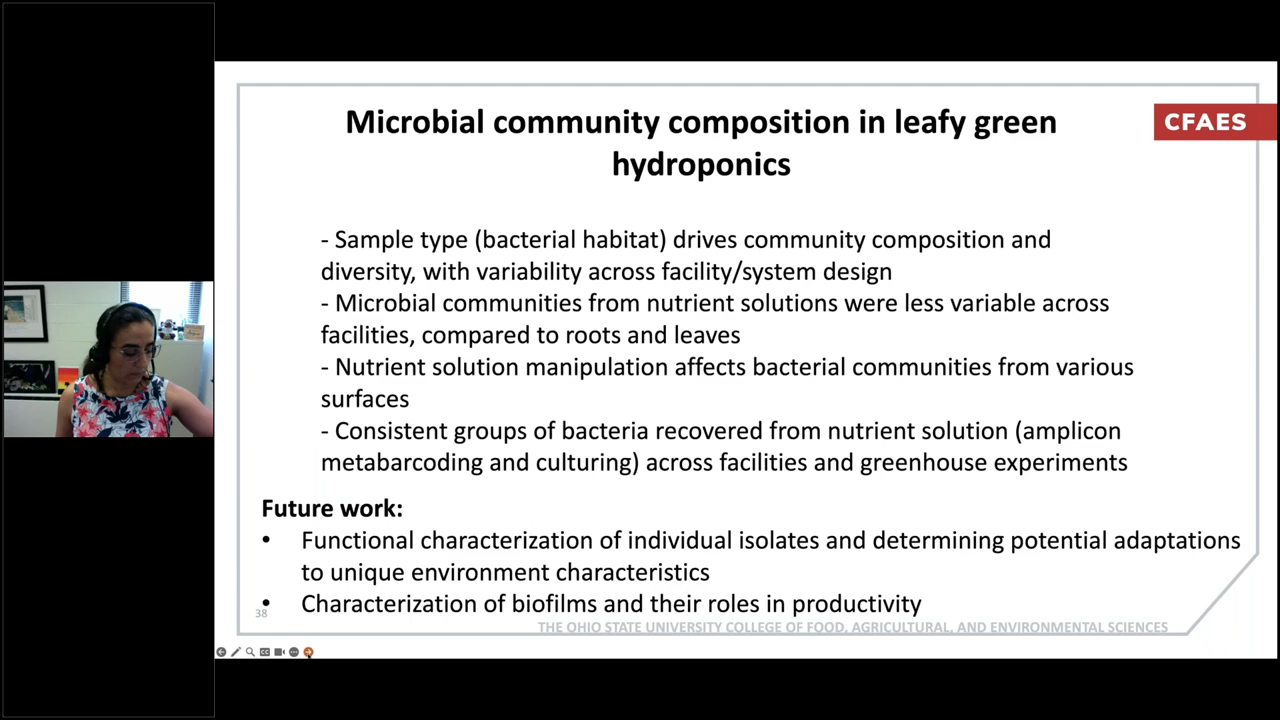 Microbial community composition in leafy green
hydroponics
CFAES
- Sample type (bacterial habitat) drives community composition and
diversity, with variability across facility/system design
- Microbial communities from nutrient solutions were less variable across
facilities, compared to roots and leaves
- Nutrient solution manipulation affects bacterial communities from various
surfaces
- Consistent groups of bacteria recovered from nutrient solution (amplicon
metabarcoding and culturing) across facilities and greenhouse experiments
Future work:
• Functional characterization of individual isolates and determining potential adaptations
to unique environment characteristics
• Characterization of biofilms and their roles in productivity
38
THE OHIO STATE UNIVERSITY COLLEGE OF FOOD, AGRICULTURAL, AND ENVIRONMENTAL SCIENCES